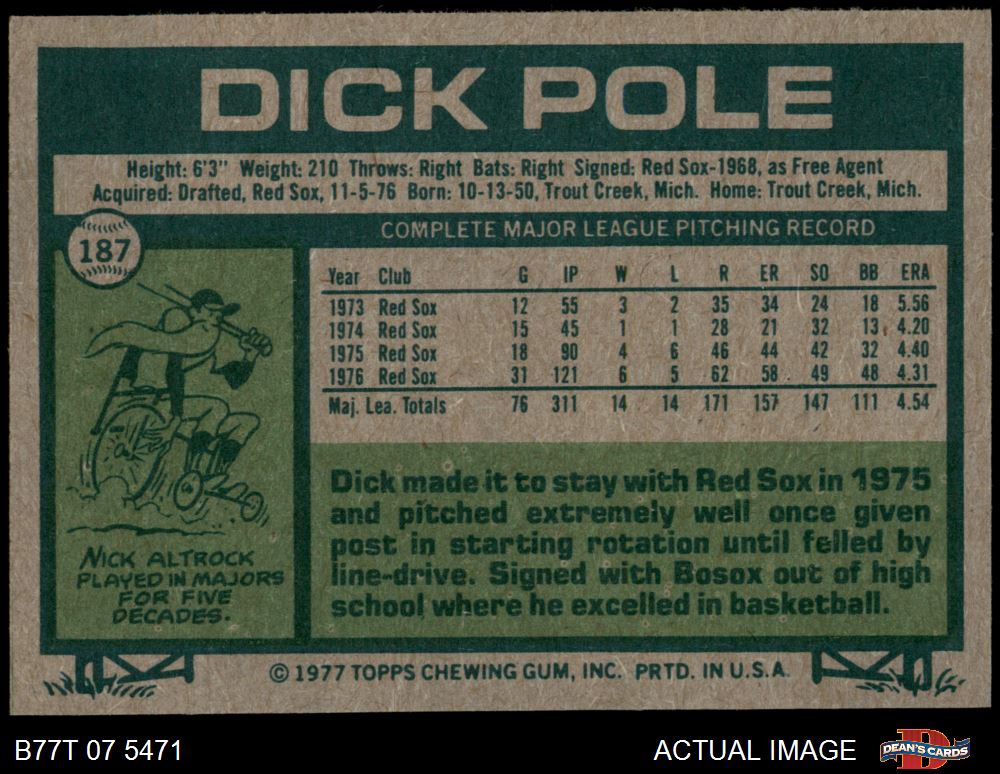 DICK POLE
Height: 6'3" Weight: 210 Throws: Right Bats: Right Signed: Red Sox-1968, as Free Agent
Acquired: Drafted, Red Sox, 11-5-76 Born: 10-13-50, Trout Creek, Mich. Home: Trout Creek, Mich.
187
COMPLETE MAJOR LEAGUE PITCHING RECORD
Year Club G IP W L R ER SO BB ERA
1973 Red Sox 12 55 3 2 35 34 24 18 5.56
1974 Red Sox 15 45 1 1 28 21 32 13 4.20
1975 Red Sox 18 90 4 6 46 44 42 32 4.40
1976 Red Sox 31 121 6 5 62 58 49 48 4.31
Maj. Lea. Totals 76 311 14 14 171 157 147 111 4.54
NICK ALTROCK
PLAYED IN MAJORS
FOR FIVE
DECADES.
Dick made it to stay with Red Sox in 1975
and pitched extremely well once given
post in starting rotation until felled by
line-drive. Signed with Bosox out of high
school where he excelled in basketball.
© 1977 TOPPS CHEWING GUM, INC. PRTD. IN U.S.A.
B77T 07 5471
ACTUAL IMAGE
DEAN'S CARDS